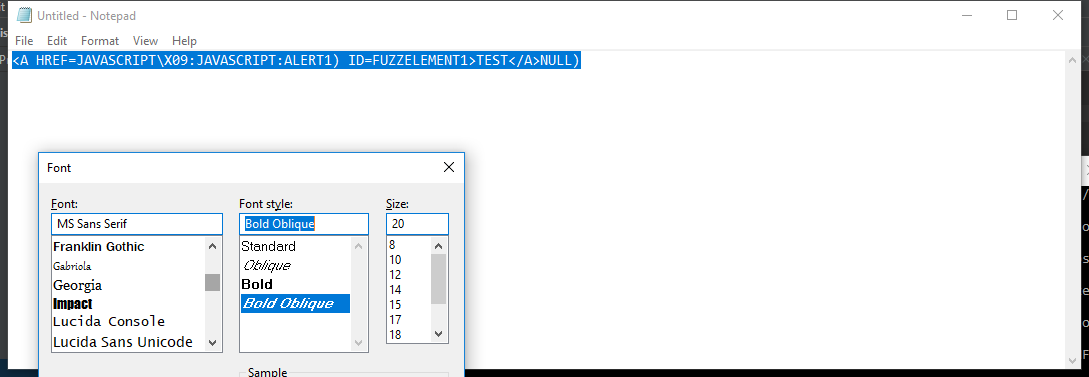 Untitled - Notepad
File Edit Format View Help
<A HREF=JAVASCRIPT\X09:JAVASCRIPT:ALERT1) ID=FUZZELEMENT1>TEST</A>NULL)
Font
Font: Font style: Size:
MS Sans Serif Bold Oblique 20
Franklin Gothic Standard 8
Gabriola Oblique 10
Georgia Bold 12
Impact Bold Oblique 14
Lucida Console 15
Lucida Sans Unicode 17
18
Sample